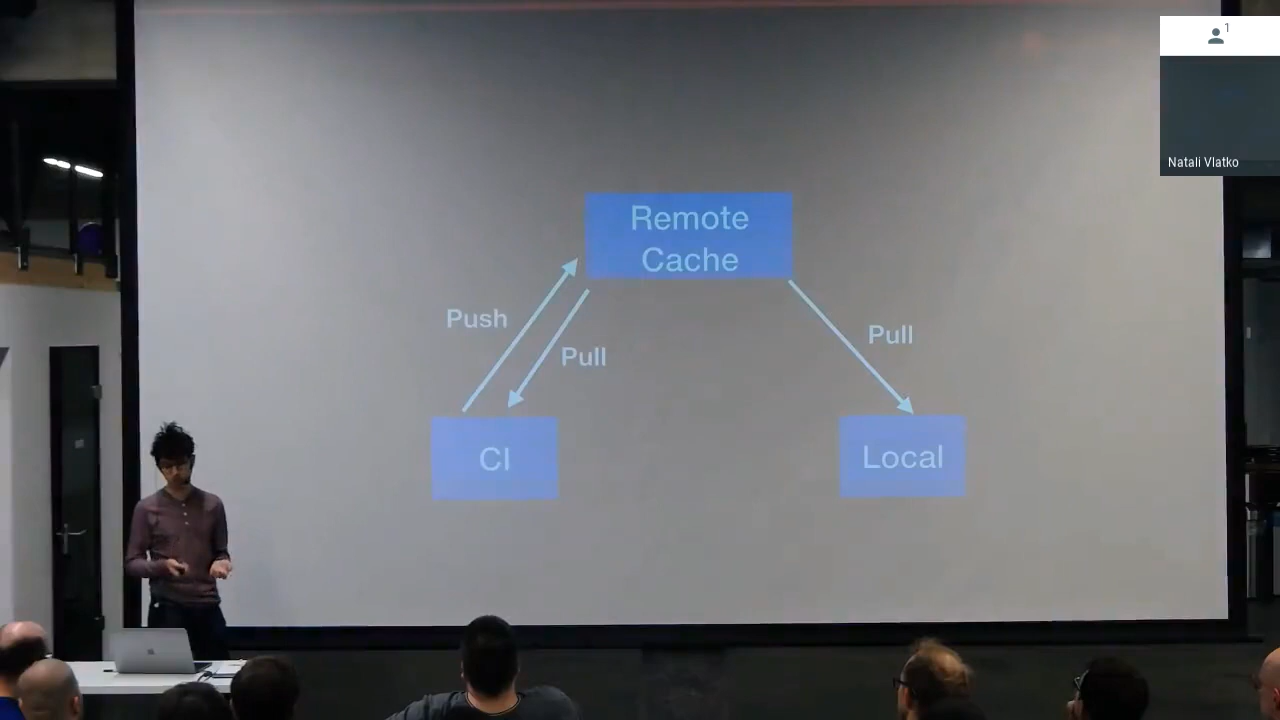 1
Natali Vlatko
Remote
Cache
Push
Pull
Pull
CI
Local